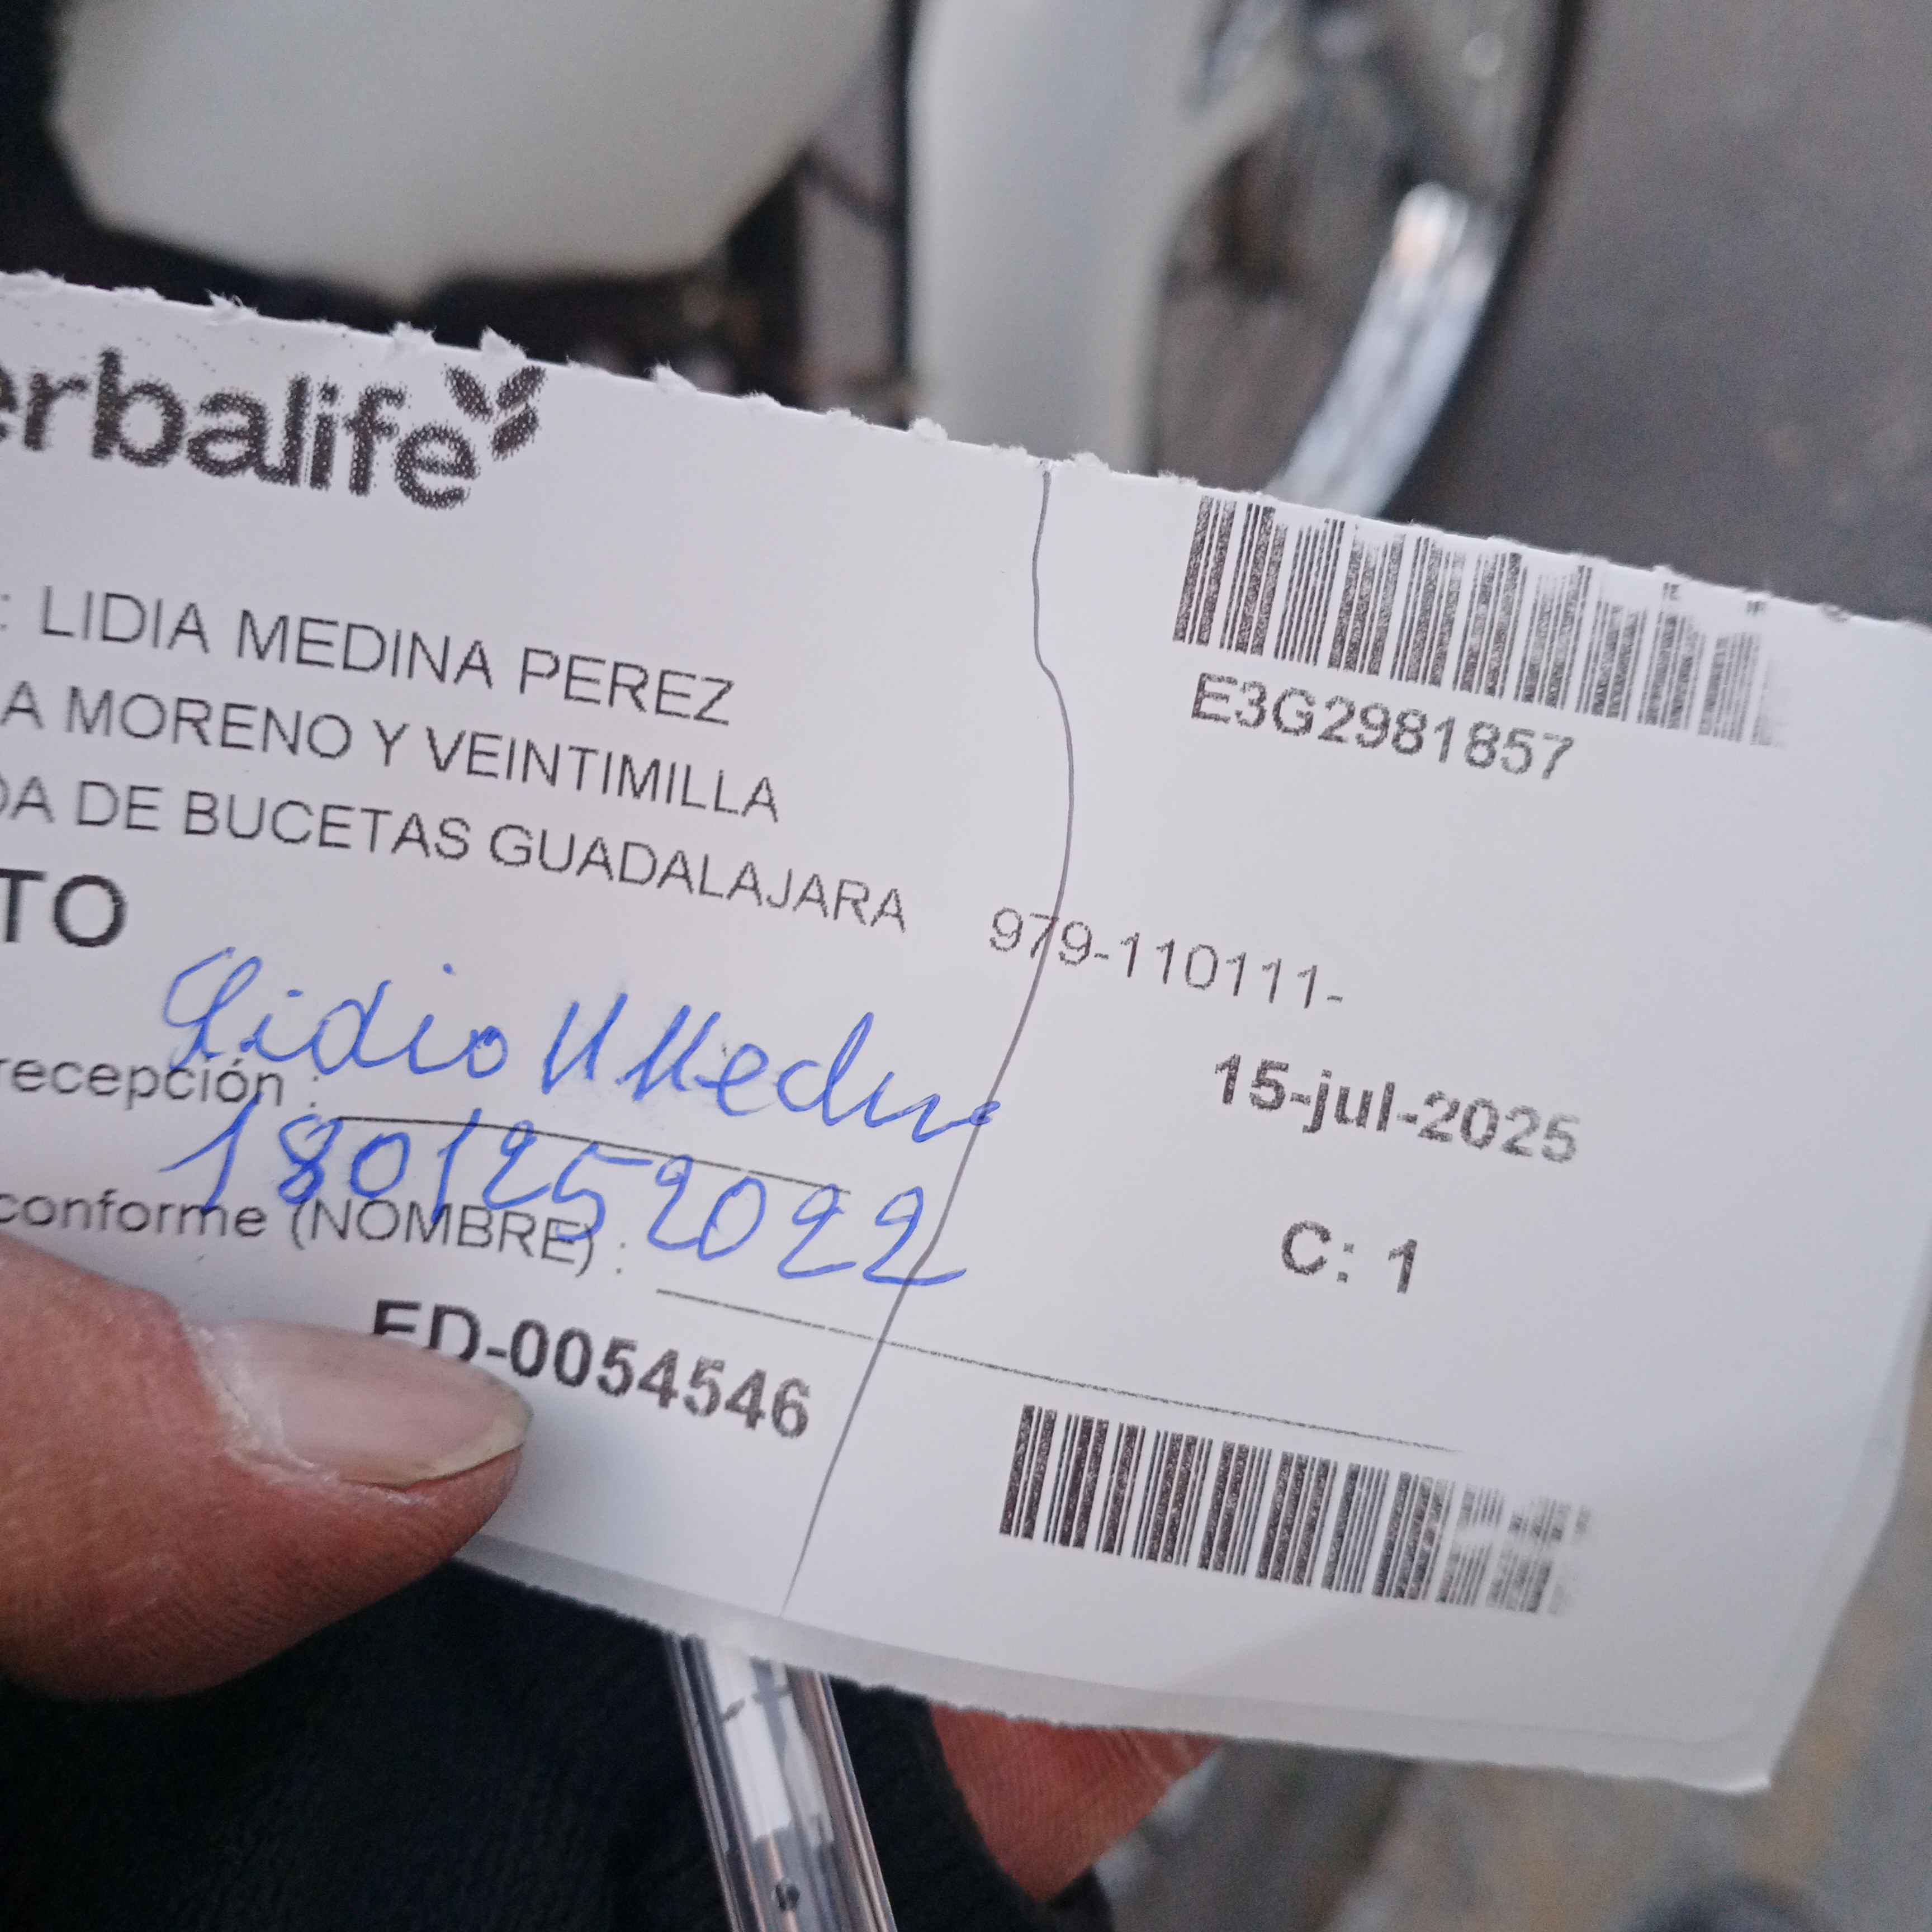 erbalife
E3G2981857
: LIDIA MEDINA PEREZ
A MORENO Y VEINTIMILLA
DA DE BUCETAS GUADALAJARA 979-110111-
TO
15-jul-2025
Lidia M
recepción :
1801252022
conforme (NOMBRE) :
C: 1
ED-0054546